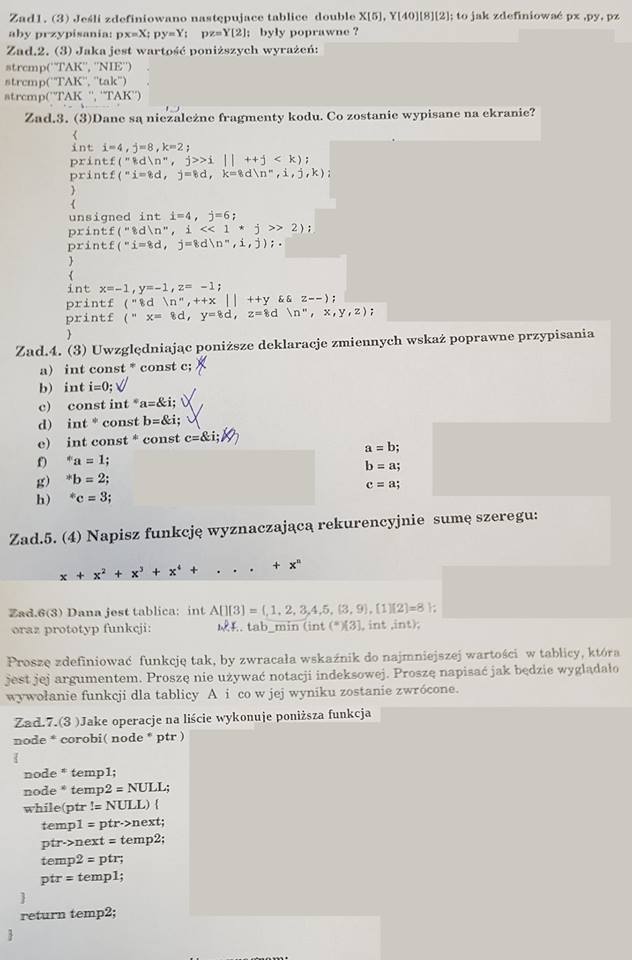 Zad1. (3) Jeśli zdefiniowano następujace tablice double X[5], Y[40][8][2]; to jak zdefiniować px ,py, pz
aby przypisania: px=X; py=Y; pz=Y[2]; były poprawne ?
Zad.2. (3) Jaka jest wartość poniższych wyrażeń:
strcmp("TAK", "NIE")
strcmp("TAK", "tak")
strcmp("TAK ", "TAK")
Zad.3. (3)Dane są niezależne fragmenty kodu. Co zostanie wypisane na ekranie?
{
int i=4,j=8,k=2;
printf("%d\n", j>>i || ++j < k);
printf("i=%d, j=%d, k=%d\n",i,j,k);
}
{
unsigned int i=4, j=6;
printf("%d\n", i << 1 * j >> 2);
printf("i=%d, j=%d\n",i,j);
}
{
int x=-1,y=-1,z= -1;
printf ("%d \n",++x || ++y && z--);
printf (" x= %d, y=%d, z=%d \n", x,y,z);
}
Zad.4. (3) Uwzględniając poniższe deklaracje zmiennych wskaż poprawne przypisania
a) int const * const c;
b) int i=0;
c) const int *a=&i;
d) int * const b=&i;
e) int const * const c=&i;
f) *a = 1; a = b;
g) *b = 2; b = a;
h) *c = 3; c = a;
Zad.5. (4) Napisz funkcję wyznaczającą rekurencyjnie sumę szeregu:
x + x² + x³ + x⁴ + . . . + xⁿ
Zad.6(3) Dana jest tablica: int A[][3] = { 1, 2, 3,4,5, {3, 9}, [1][2]=8 };
oraz prototyp funkcji: tab_min (int (*)[3], int ,int);
Proszę zdefiniować funkcję tak, by zwracała wskaźnik do najmniejszej wartości w tablicy, która
jest jej argumentem. Proszę nie używać notacji indeksowej. Proszę napisać jak będzie wyglądało
wywołanie funkcji dla tablicy A i co w jej wyniku zostanie zwrócone.
Zad.7.(3 )Jake operacje na liście wykonuje poniższa funkcja
node * corobi( node * ptr )
{
node * temp1;
node * temp2 = NULL;
while(ptr != NULL) {
temp1 = ptr->next;
ptr->next = temp2;
temp2 = ptr;
ptr = temp1;
}
return temp2;
}